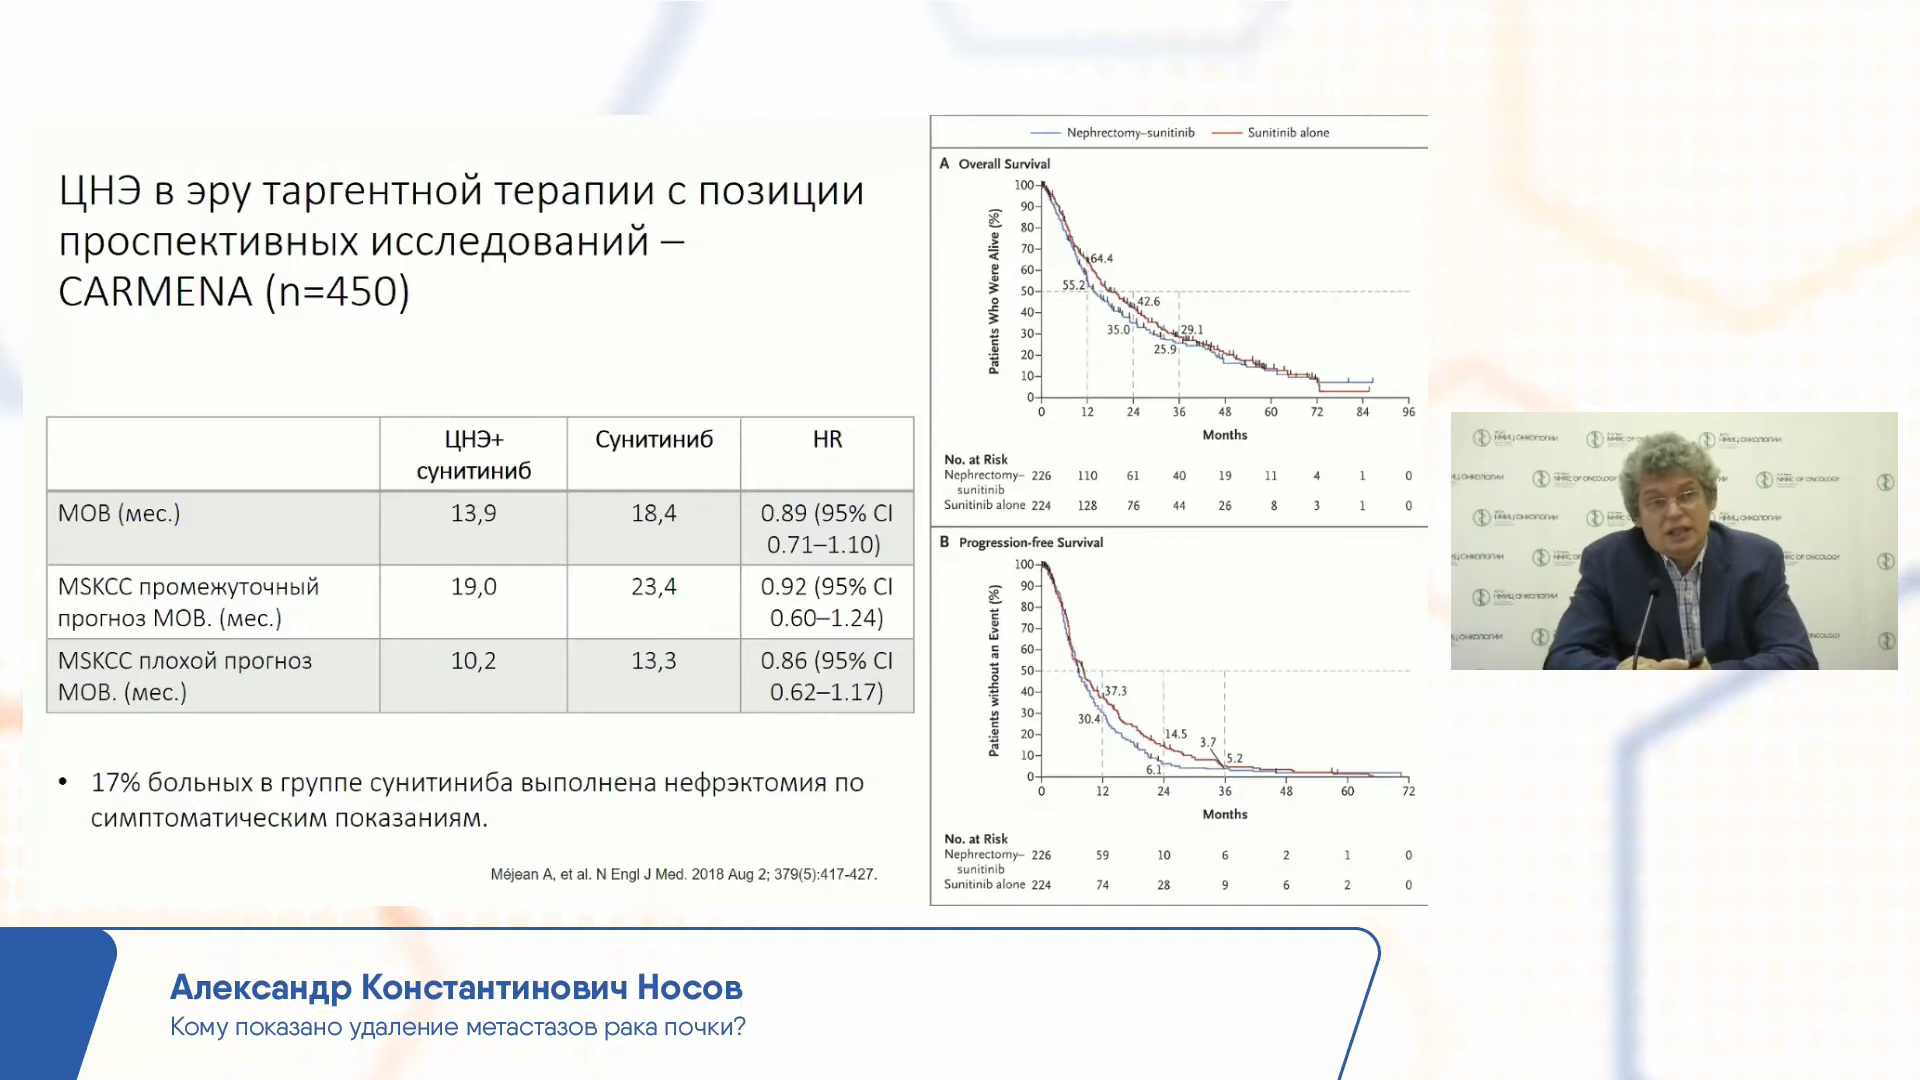 ЦНЭ в эру таргентной терапии с позиции
проспективных исследований –
CARMENA (n=450)
ЦНЭ+ сунитиниб Сунитиниб HR
МОВ (мес.) 13,9 18,4 0.89 (95% CI 0.71–1.10)
MSKCC промежуточный прогноз МОВ. (мес.) 19,0 23,4 0.92 (95% CI 0.60–1.24)
MSKCC плохой прогноз МОВ. (мес.) 10,2 13,3 0.86 (95% CI 0.62–1.17)
• 17% больных в группе сунитиниба выполнена нефрэктомия по
симптоматическим показаниям.
Méjean A, et al. N Engl J Med. 2018 Aug 2; 379(5):417-427.
Nephrectomy–sunitinib Sunitinib alone
A Overall Survival
Patients Who Were Alive (%)
100
90
80
70
60
50
40
30
20
10
0
64.4
55.2
42.6
35.0
29.1
25.9
0 12 24 36 48 60 72 84 96
Months
No. at Risk
Nephrectomy–sunitinib 226 110 61 40 19 11 4 1 0
Sunitinib alone 224 128 76 44 26 8 3 1 0
B Progression-free Survival
Patients without an Event (%)
100
90
80
70
60
50
40
30
20
10
0
37.3
30.4
14.5
6.1
3.7
5.2
0 12 24 36 48 60 72
Months
No. at Risk
Nephrectomy–sunitinib 226 59 10 6 2 1 0
Sunitinib alone 224 74 28 9 6 2 0
НМИЦ ОНКОЛОГИИ
NMRC OF ONCOLOGY
Александр Константинович Носов
Кому показано удаление метастазов рака почки?